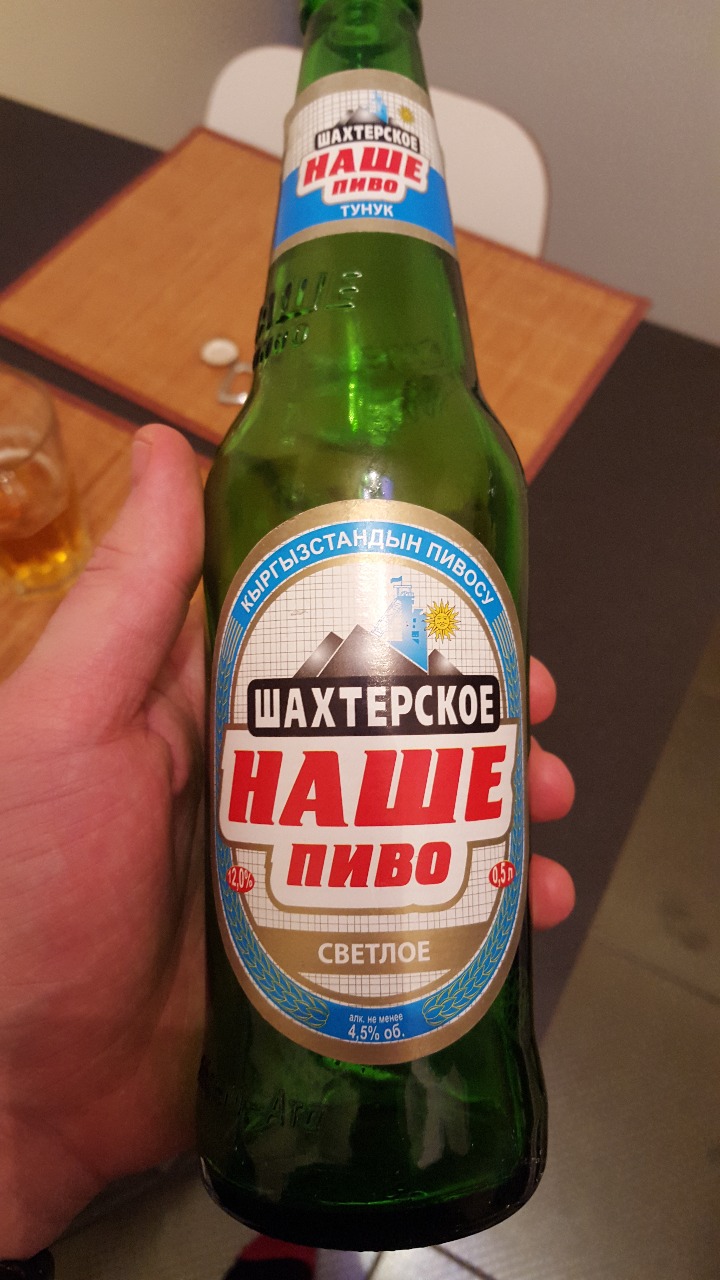 ШАХТЕРСКОЕ
НАШЕ
ПИВО
ТУНУК
КЫРГЫЗСТАНДЫН ПИВОСУ
ШАХТЕРСКОЕ
НАШЕ
ПИВО
12,0%
0,5 л
СВЕТЛОЕ
алк. не менее
4,5% об.